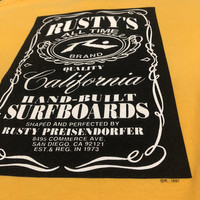 RUSTY'S
ALL TIME
BRAND
QUALITY
California
HAND-BUILT
SURFBOARDS
SHAPED AND PERFECTED BY
RUSTY PREISENDORFER
8495 COMMERCE AVE.
SAN DIEGO, CA 92121
EST.& REG. IN 1973